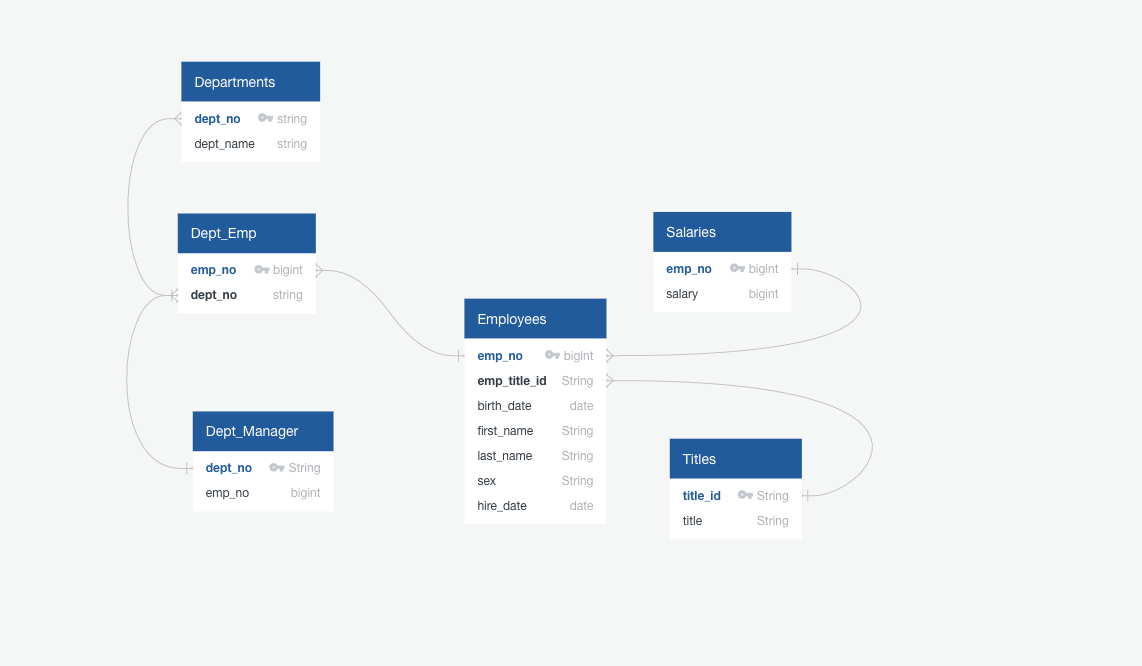 Departments
dept_no string
dept_name string
Dept_Emp
emp_no bigint
dept_no string
Dept_Manager
dept_no String
emp_no bigint
Employees
emp_no bigint
emp_title_id String
birth_date date
first_name String
last_name String
sex String
hire_date date
Salaries
emp_no bigint
salary bigint
Titles
title_id String
title String